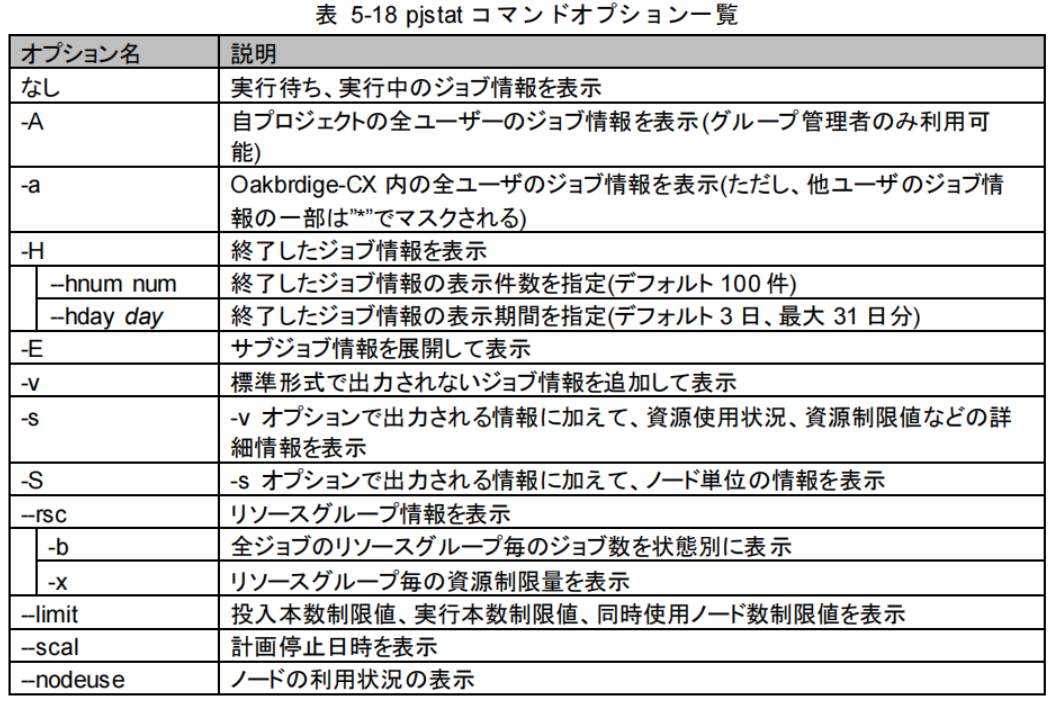 表 5-18 pjstat コマンドオプション一覧
オプション名 説明
なし 実行待ち、実行中のジョブ情報を表示
-A 自プロジェクトの全ユーザーのジョブ情報を表示(グループ管理者のみ利用可
能)
-a Oakbrdige-CX 内の全ユーザのジョブ情報を表示(ただし、他ユーザのジョブ情
報の一部は”*”でマスクされる)
-H 終了したジョブ情報を表示
--hnum num 終了したジョブ情報の表示件数を指定(デフォルト 100 件)
--hday day 終了したジョブ情報の表示期間を指定(デフォルト 3 日、最大 31 日分)
-E サブジョブ情報を展開して表示
-v 標準形式で出力されないジョブ情報を追加して表示
-s -v オプションで出力される情報に加えて、資源使用状況、資源制限値などの詳
細情報を表示
-S -s オプションで出力される情報に加えて、ノード単位の情報を表示
--rsc リソースグループ情報を表示
-b 全ジョブのリソースグループ毎のジョブ数を状態別に表示
-x リソースグループ毎の資源制限量を表示
--limit 投入本数制限値、実行本数制限値、同時使用ノード数制限値を表示
--scal 計画停止日時を表示
--nodeuse ノードの利用状況の表示